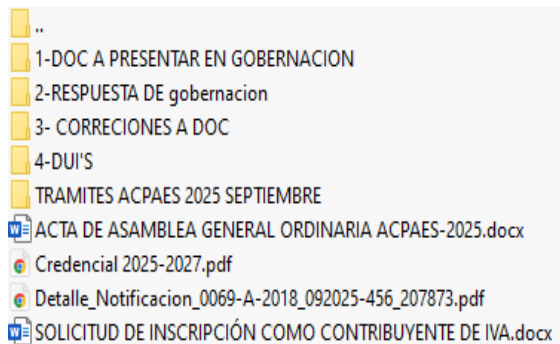 ..
1-DOC A PRESENTAR EN GOBERNACION
2-RESPUESTA DE gobernacion
3- CORRECIONES A DOC
4-DUI'S
TRAMITES ACPAES 2025 SEPTIEMBRE
ACTA DE ASAMBLEA GENERAL ORDINARIA ACPAES-2025.docx
Credencial 2025-2027.pdf
Detalle_Notificacion_0069-A-2018_092025-456_207873.pdf
SOLICITUD DE INSCRIPCIÓN COMO CONTRIBUYENTE DE IVA.docx